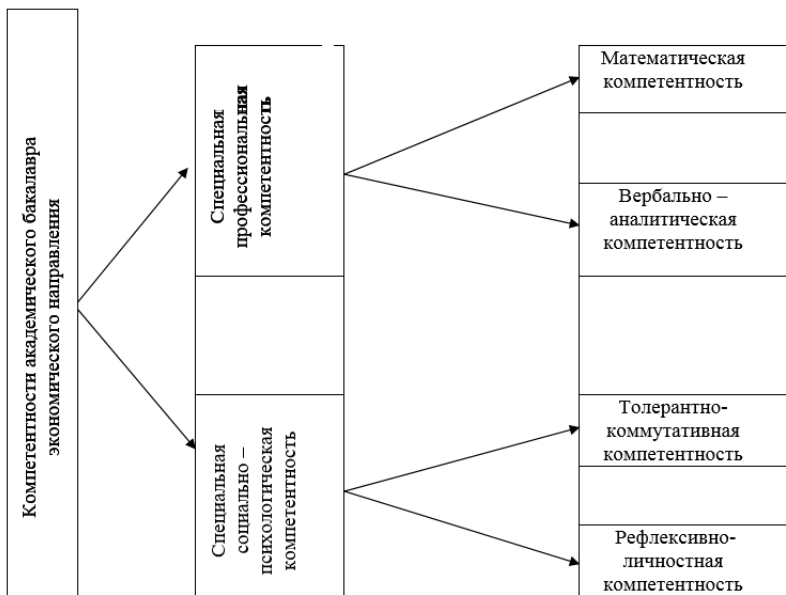 Компетентности академического бакалавра
экономического направления
Специальная
профессиональная
компетентность
Специальная
социально –
психологическая
компетентность
Математическая
компетентность
Вербально –
аналитическая
компетентность
Толерантно-
коммутативная
компетентность
Рефлексивно-
личностная
компетентность